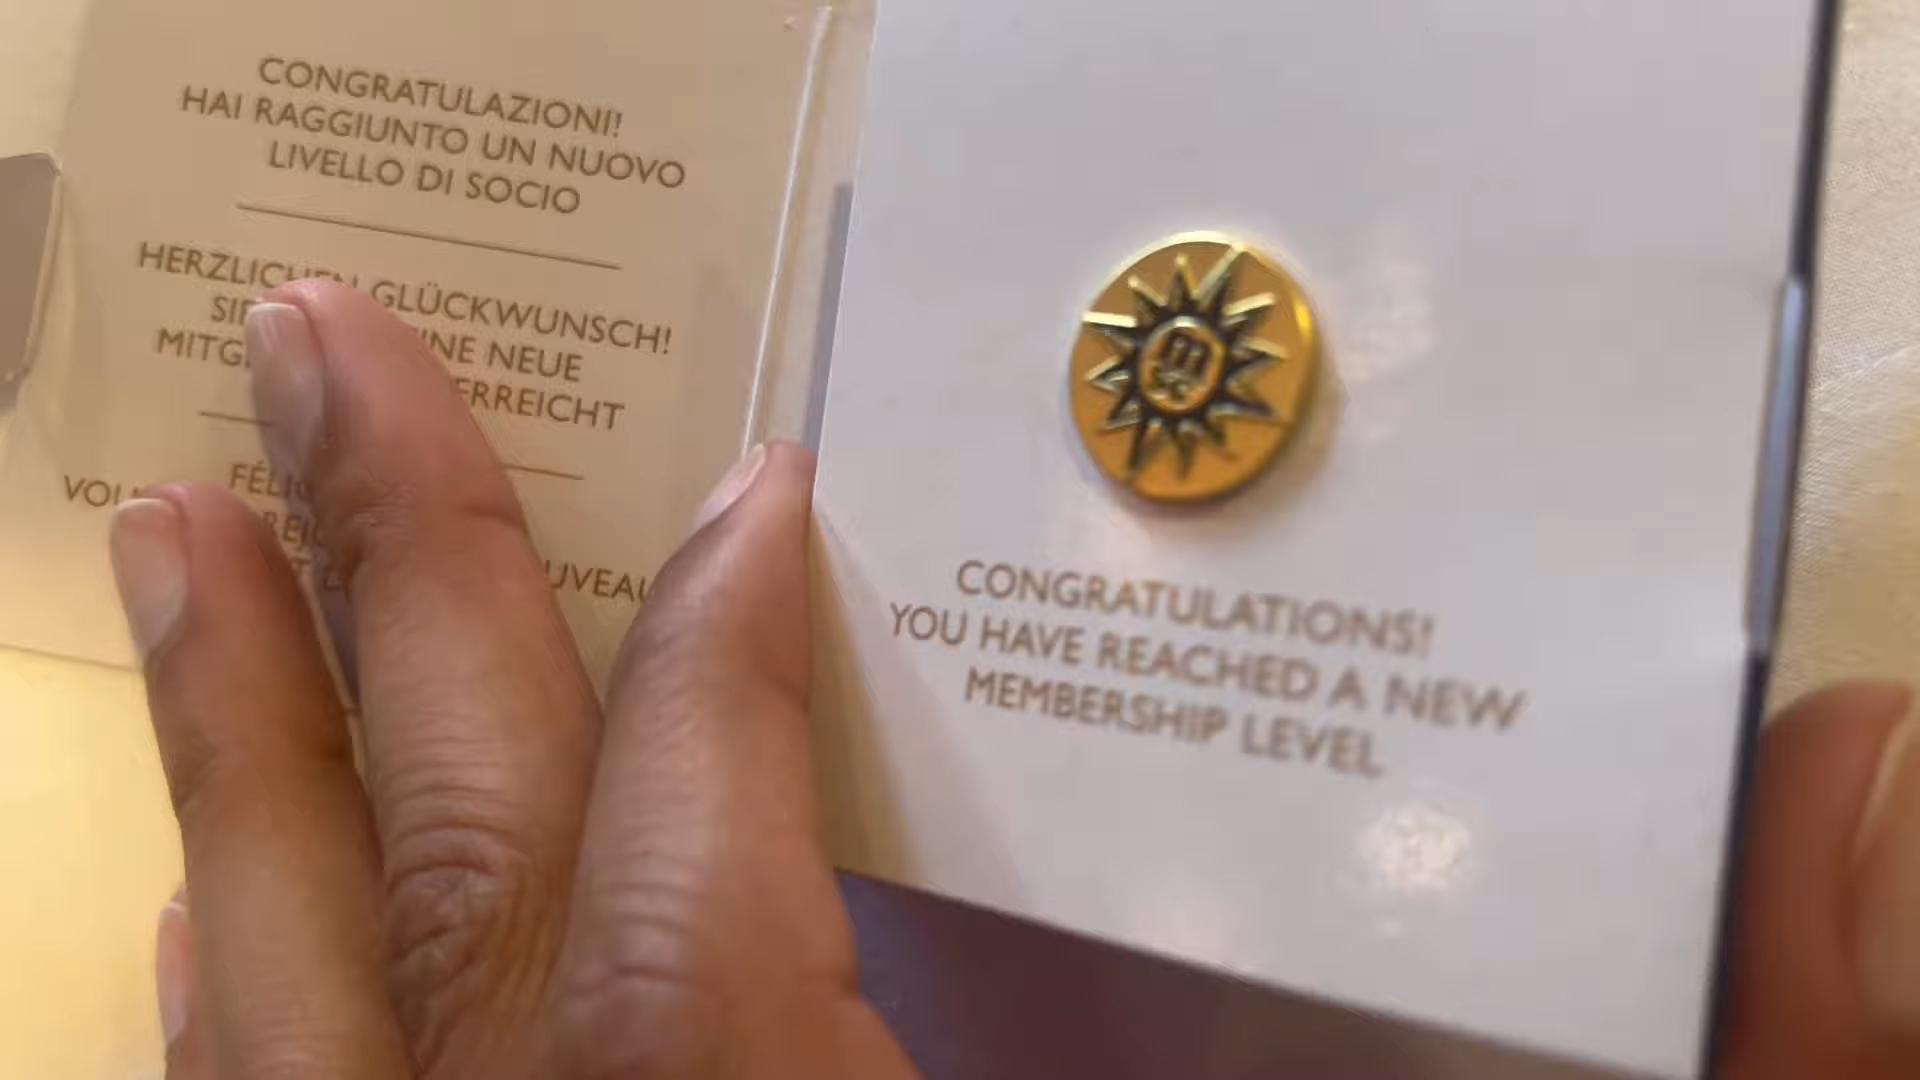 CONGRATULAZIONI!
HAI RAGGIUNTO UN NUOVO
LIVELLO DI SOCIO
HERZLICHEN GLÜCKWUNSCH!
NEUE
ERREICHT
CONGRATULATIONS!
YOU HAVE REACHED A NEW
MEMBERSHIP LEVEL
m
sc